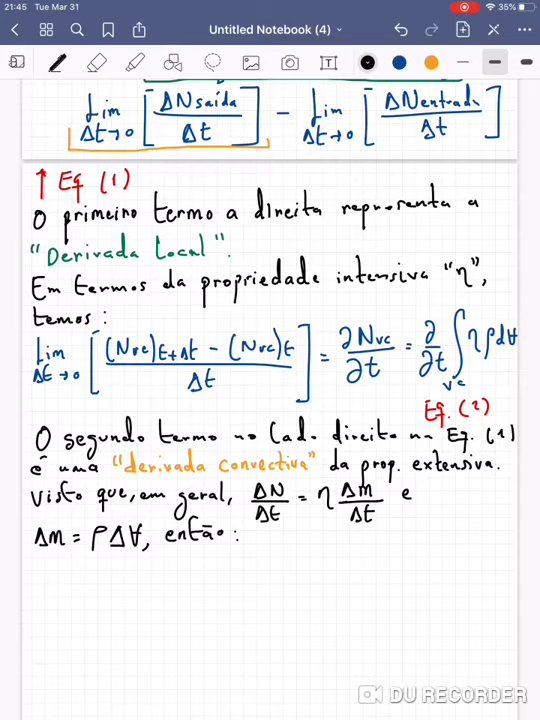 21:45 Tue Mar 31
35%
Untitled Notebook (4)
Lim Δt→0 [ΔNsaída/Δt] − Lim Δt→0 [ΔNentrada/Δt]
↑ Eq (1)
O primeiro termo a direita representa a
"Derivada Local".
Em termos da propriedade intensiva "η",
temos:
Lim Δt→0 [((Nvc)t+Δt − (Nvc)t)/Δt] = ∂Nvc/∂t = ∂/∂t ∫vc ηρd∀
Eq. (2)
O segundo termo no Lado direito na Eq. (1)
é uma "derivada convectiva" da prop. extensiva.
Visto que, em geral, ΔN/Δt = η Δm/Δt e
Δm = ρΔ∀, então:
DU RECORDER